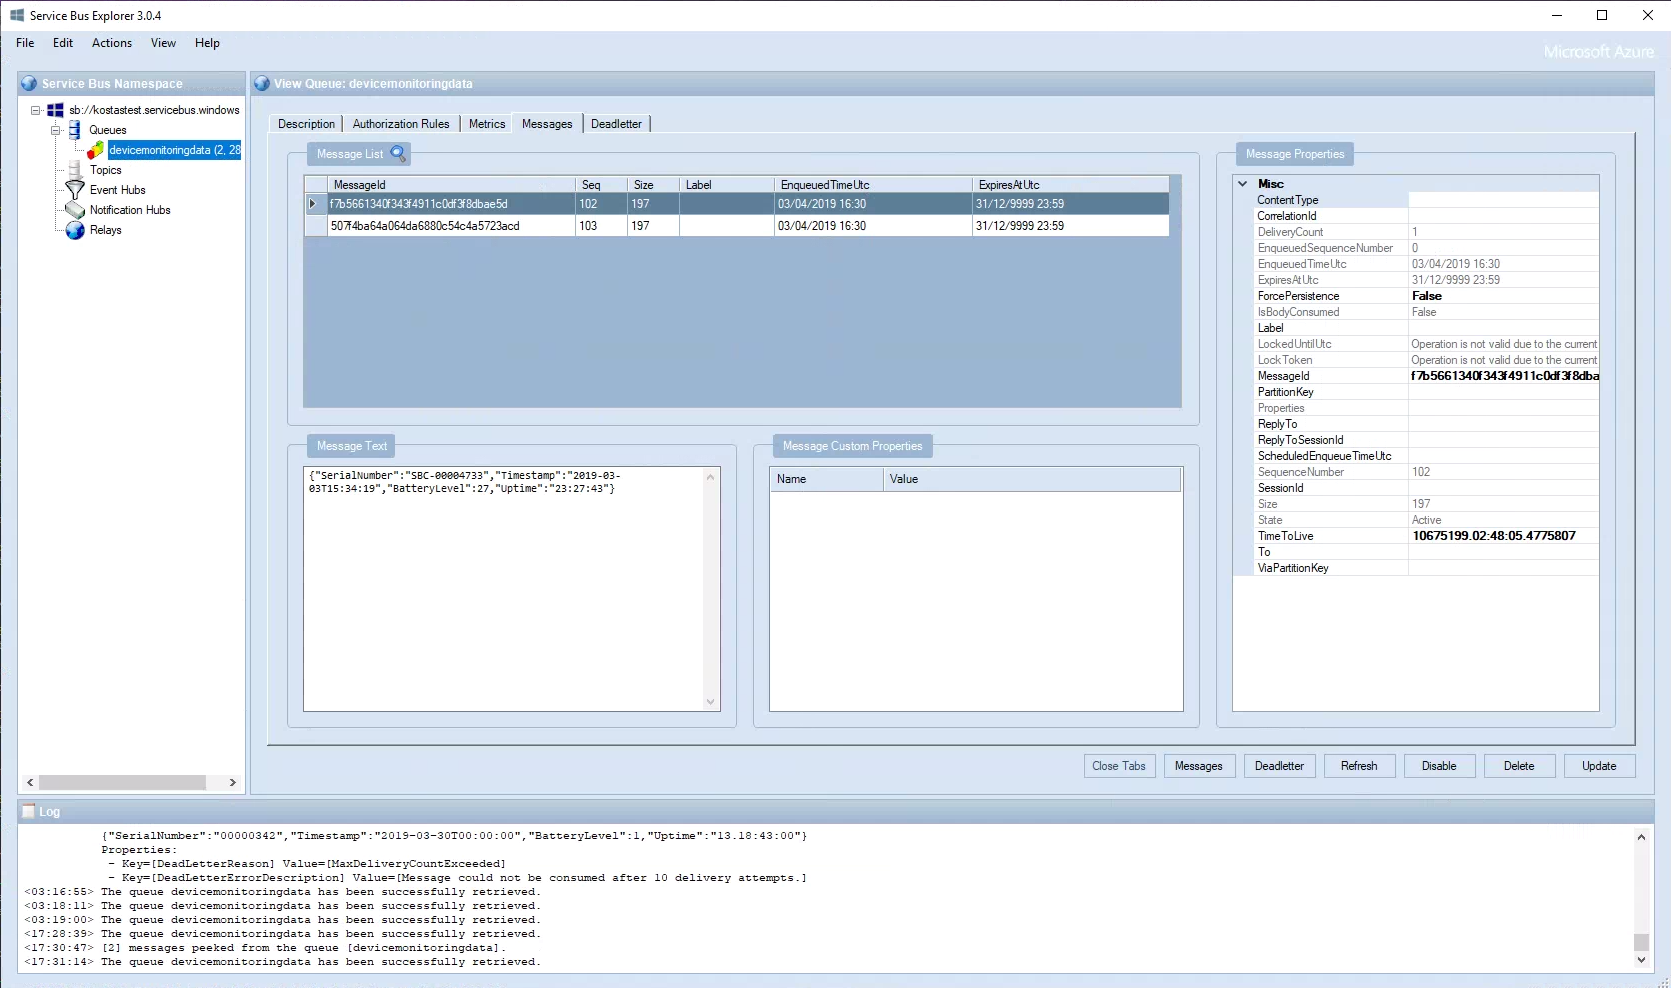 Service Bus Explorer 3.0.4
File Edit Actions View Help
Microsoft Azure
Service Bus Namespace
sb://kostastest.servicebus.windows
Queues
devicemonitoringdata (2, 28
Topics
Event Hubs
Notification Hubs
Relays
View Queue: devicemonitoringdata
Description Authorization Rules Metrics Messages Deadletter
Message List
MessageId Seq Size Label EnqueuedTimeUtc ExpiresAtUtc
f7b5661340f343f4911c0df3f8dbae5d 102 197 03/04/2019 16:30 31/12/9999 23:59
507f4ba64a064da6880c54c4a5723acd 103 197 03/04/2019 16:30 31/12/9999 23:59
Message Text
{"SerialNumber":"SBC-00004733","Timestamp":"2019-03-
03T15:34:19","BatteryLevel":27,"Uptime":"23:27:43"}
Message Custom Properties
Name Value
Message Properties
Misc
ContentType
CorrelationId
DeliveryCount 1
EnqueuedSequenceNumber 0
EnqueuedTimeUtc 03/04/2019 16:30
ExpiresAtUtc 31/12/9999 23:59
ForcePersistence False
IsBodyConsumed False
Label
LockedUntilUtc Operation is not valid due to the current
LockToken Operation is not valid due to the current
MessageId f7b5661340f343f4911c0df3f8dba
PartitionKey
Properties
ReplyTo
ReplyToSessionId
ScheduledEnqueueTimeUtc
SequenceNumber 102
SessionId
Size 197
State Active
TimeToLive 10675199.02:48:05.4775807
To
ViaPartitionKey
Close Tabs Messages Deadletter Refresh Disable Delete Update
Log
{"SerialNumber":"00000342","Timestamp":"2019-03-30T00:00:00","BatteryLevel":1,"Uptime":"13.18:43:00"}
Properties:
- Key=[DeadLetterReason] Value=[MaxDeliveryCountExceeded]
- Key=[DeadLetterErrorDescription] Value=[Message could not be consumed after 10 delivery attempts.]
<03:16:55> The queue devicemonitoringdata has been successfully retrieved.
<03:18:11> The queue devicemonitoringdata has been successfully retrieved.
<03:19:00> The queue devicemonitoringdata has been successfully retrieved.
<17:28:39> The queue devicemonitoringdata has been successfully retrieved.
<17:30:47> [2] messages peeked from the queue [devicemonitoringdata].
<17:31:14> The queue devicemonitoringdata has been successfully retrieved.